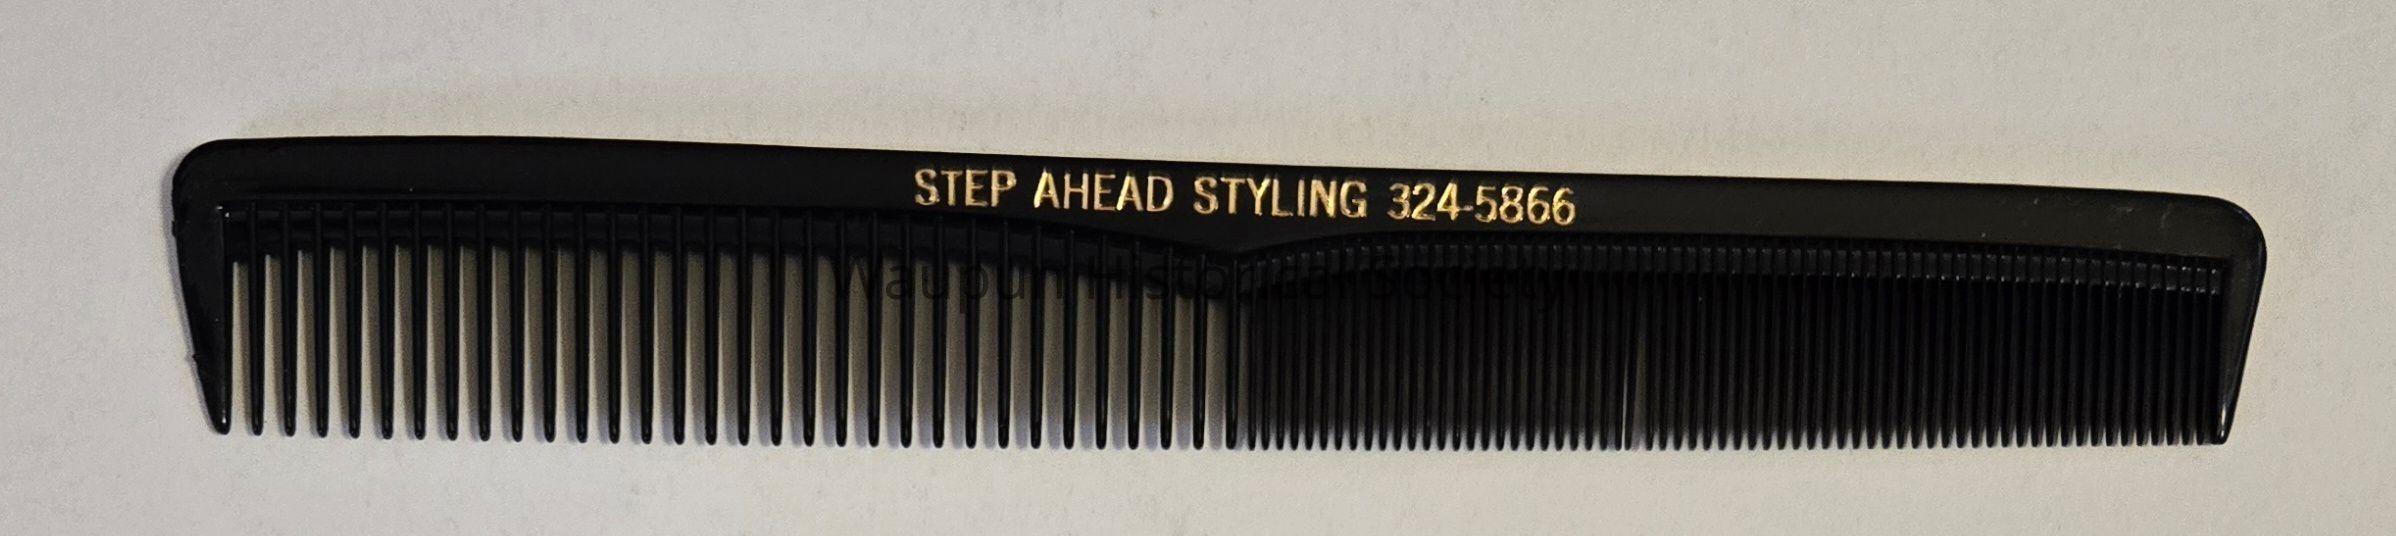 STEP AHEAD STYLING 324-5866
Waupun Historical Society